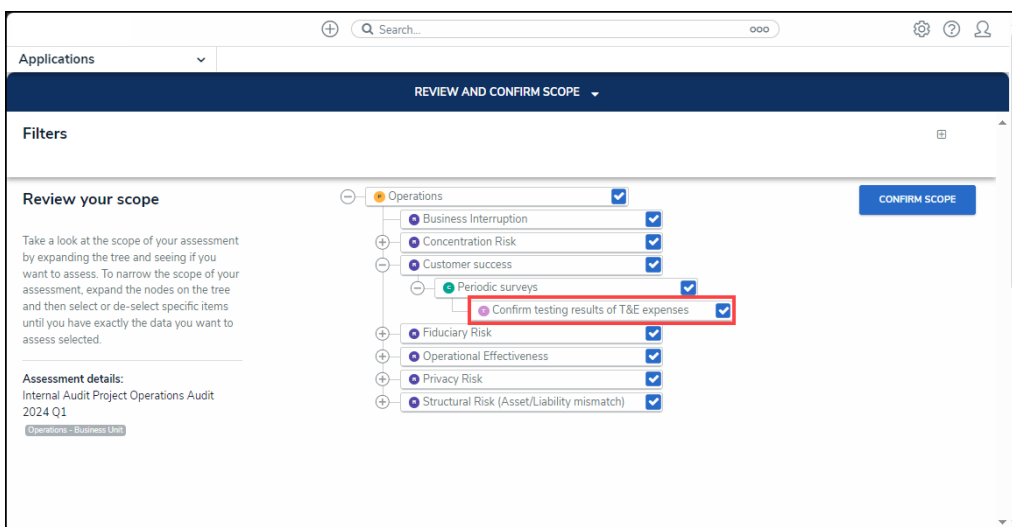 Search...
Applications
REVIEW AND CONFIRM SCOPE
Filters
Review your scope
Take a look at the scope of your assessment
by expanding the tree and seeing if you
want to assess. To narrow the scope of your
assessment, expand the nodes on the tree
and then select or de-select specific items
until you have exactly the data you want to
assess selected.
Assessment details:
Internal Audit Project Operations Audit
2024 Q1
Operations - Business Unit
P Operations
R Business Interruption
R Concentration Risk
R Customer success
C Periodic surveys
T Confirm testing results of T&E expenses
R Fiduciary Risk
R Operational Effectiveness
R Privacy Risk
R Structural Risk (Asset/Liability mismatch)
CONFIRM SCOPE